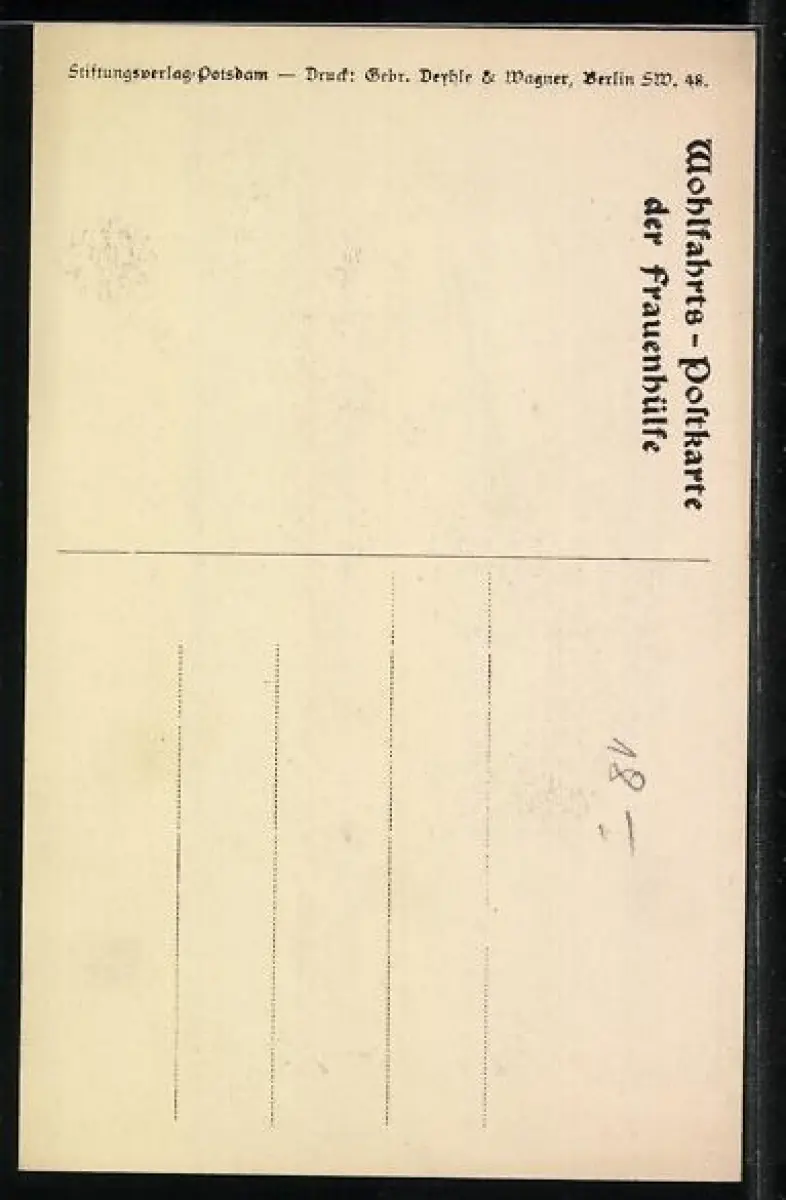 Stiftungsverlag-Potsdam — Druck: Gebr. Deyhle & Wagner, Berlin SW. 48.
Wohlfahrts-Postkarte
der Frauenhülfe
18 –